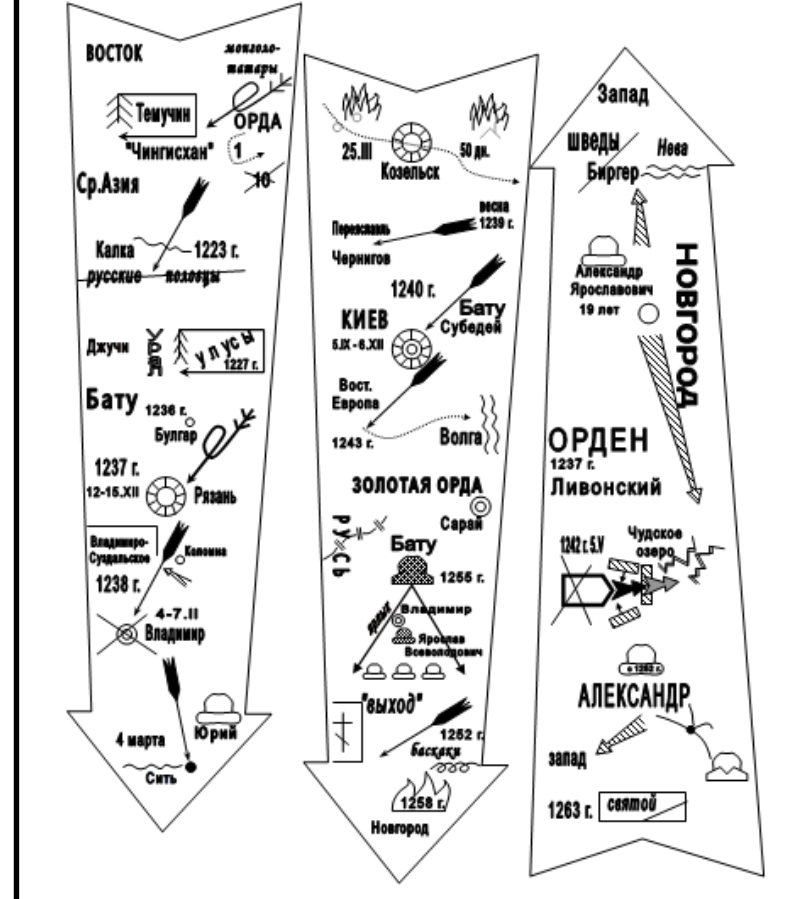 ВОСТОК
монголо-
татары
Темучин
ОРДА
"Чингисхан"
1
10
Ср.Азия
Калка
1223 г.
русские половцы
Джучи
Урал
улусы
1227 г.
Бату
1236 г.
Булгар
1237 г.
12-15.XII
Рязань
Владимиро-
Суздальское
Коломна
1238 г.
4-7.II
Владимир
Юрий
4 марта
Сить
25.III
50 дн.
Козельск
весна
1239 г.
Переяславль
Чернигов
1240 г.
Бату
Субедей
КИЕВ
5.IX-6.XII
Вост.
Европа
1243 г.
Волга
ЗОЛОТАЯ ОРДА
Сарай
РУСЬ
Бату
1255 г.
ярлык
Владимир
Ярослав
Всеволодович
"выход"
1252 г.
баскаки
1258 г.
Новгород
Запад
шведы
Биргер
Нева
Александр
Ярославович
19 лет
НОВГОРОД
ОРДЕН
1237 г.
Ливонский
1242 г. 5.V
Чудское
озеро
с 1252 г.
АЛЕКСАНДР
запад
1263 г.
святой